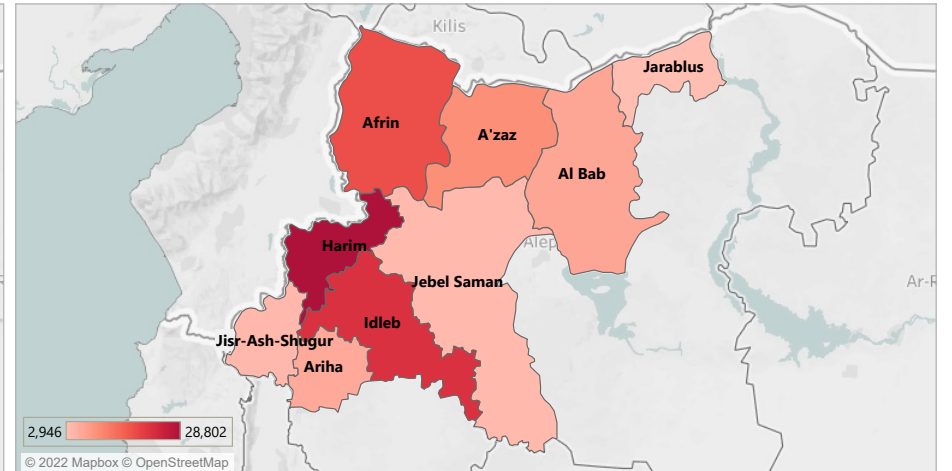 Kilis
Jarablus
Afrin
A'zaz
Al Bab
Harim
Alep
Jebel Saman
Ar-R
Idleb
Jisr-Ash-Shugur
Ariha
2,946
28,802
© 2022 Mapbox © OpenStreetMap